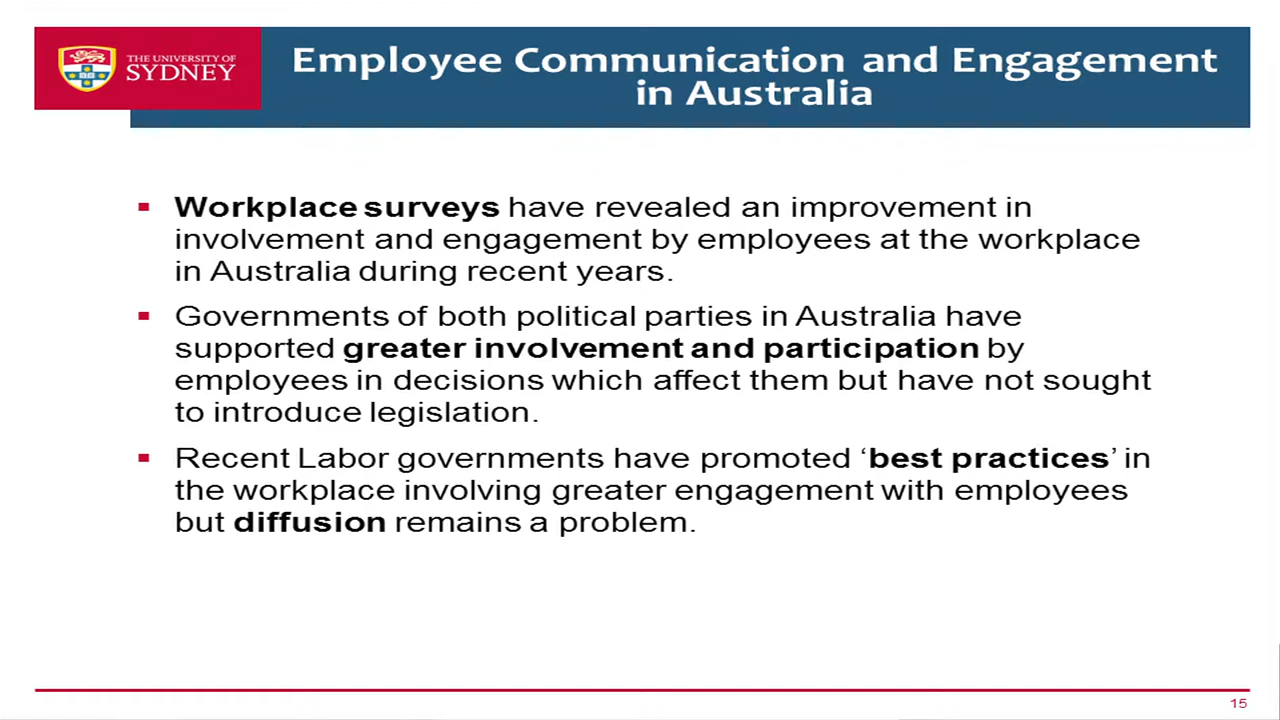 THE UNIVERSITY OF
SYDNEY
Employee Communication and Engagement
in Australia
Workplace surveys have revealed an improvement in
involvement and engagement by employees at the workplace
in Australia during recent years.
Governments of both political parties in Australia have
supported greater involvement and participation by
employees in decisions which affect them but have not sought
to introduce legislation.
Recent Labor governments have promoted ‘best practices’ in
the workplace involving greater engagement with employees
but diffusion remains a problem.
15